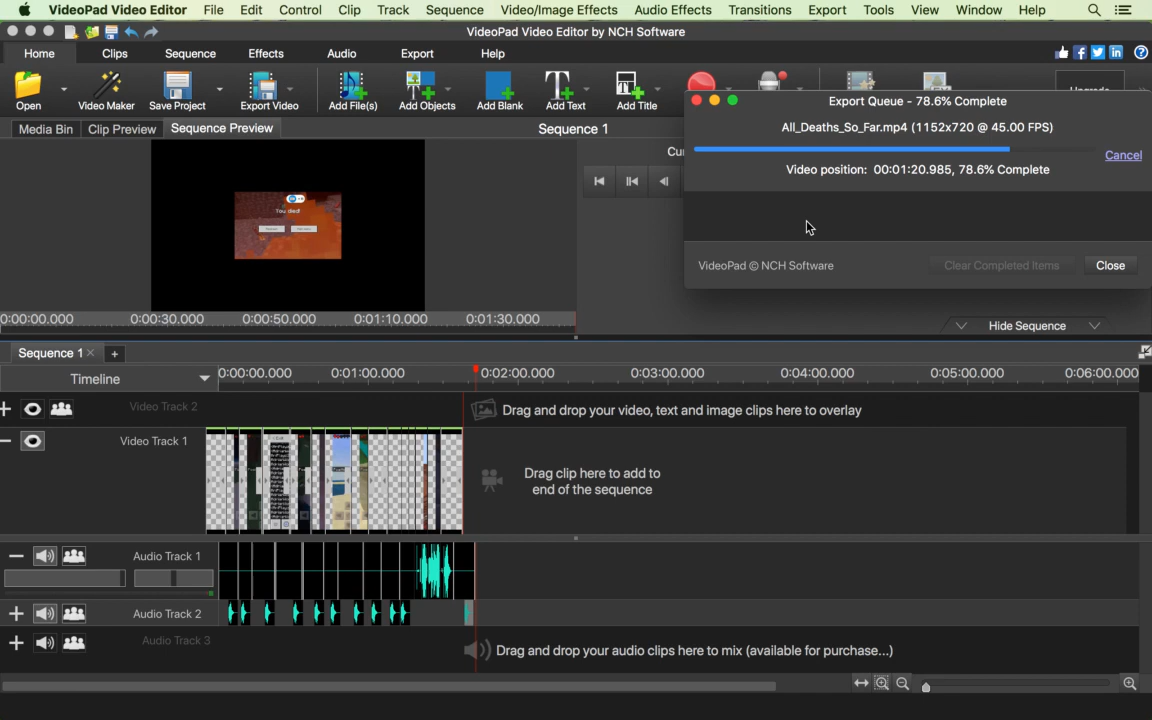 VideoPad Video Editor File Edit Control Clip Track Sequence Video/Image Effects Audio Effects Transitions Export Tools View Window Help
VideoPad Video Editor by NCH Software
Home Clips Sequence Effects Audio Export Help
Open Video Maker Save Project Export Video Add File(s) Add Objects Add Blank Add Text Add Title
Media Bin Clip Preview Sequence Preview Sequence 1
Export Queue - 78.6% Complete
All_Deaths_So_Far.mp4 (1152x720 @ 45.00 FPS)
Cancel
Video position: 00:01:20.985, 78.6% Complete
You died!
VideoPad © NCH Software Clear Completed Items Close
0:00:00.000 0:00:30.000 0:00:50.000 0:01:10.000 0:01:30.000
Hide Sequence
Sequence 1 × +
Timeline 0:00:00.000 0:01:00.000 0:02:00.000 0:03:00.000 0:04:00.000 0:05:00.000 0:06:00.000
Video Track 2 Drag and drop your video, text and image clips here to overlay
Video Track 1
Drag clip here to add to
end of the sequence
Audio Track 1
Audio Track 2
Audio Track 3
Drag and drop your audio clips here to mix (available for purchase...)